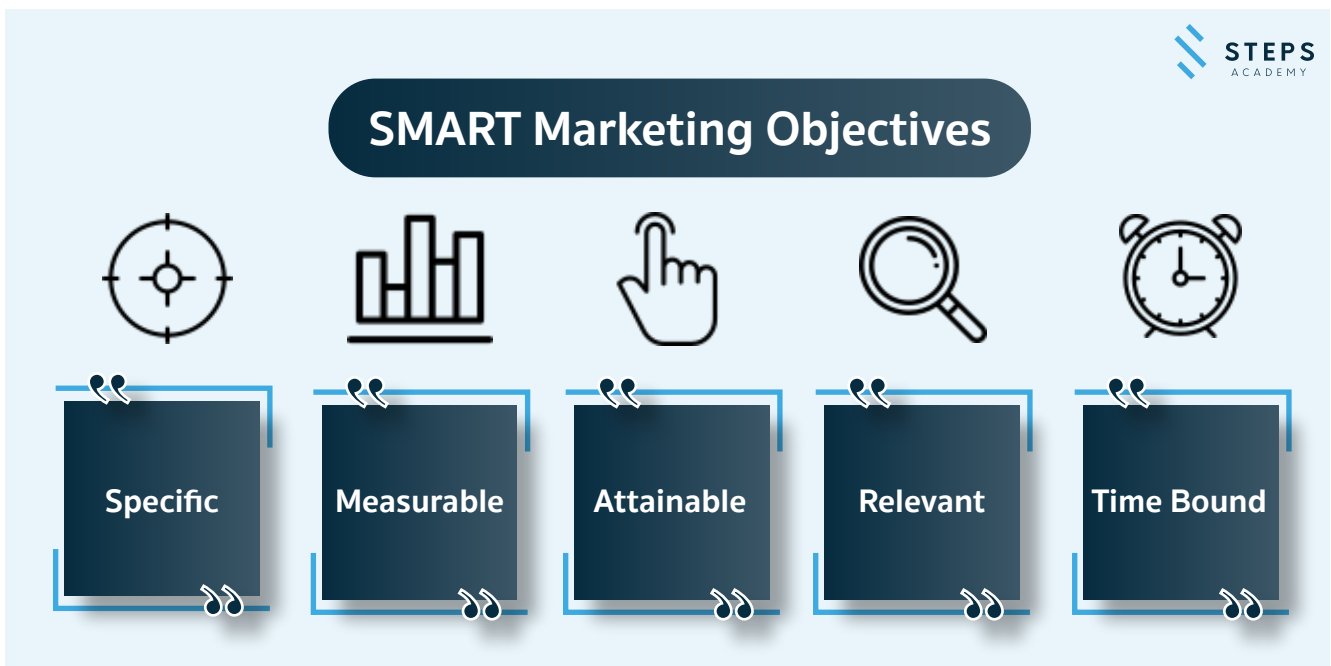 STEPS
ACADEMY
SMART Marketing Objectives
Specific
Measurable
Attainable
Relevant
Time Bound